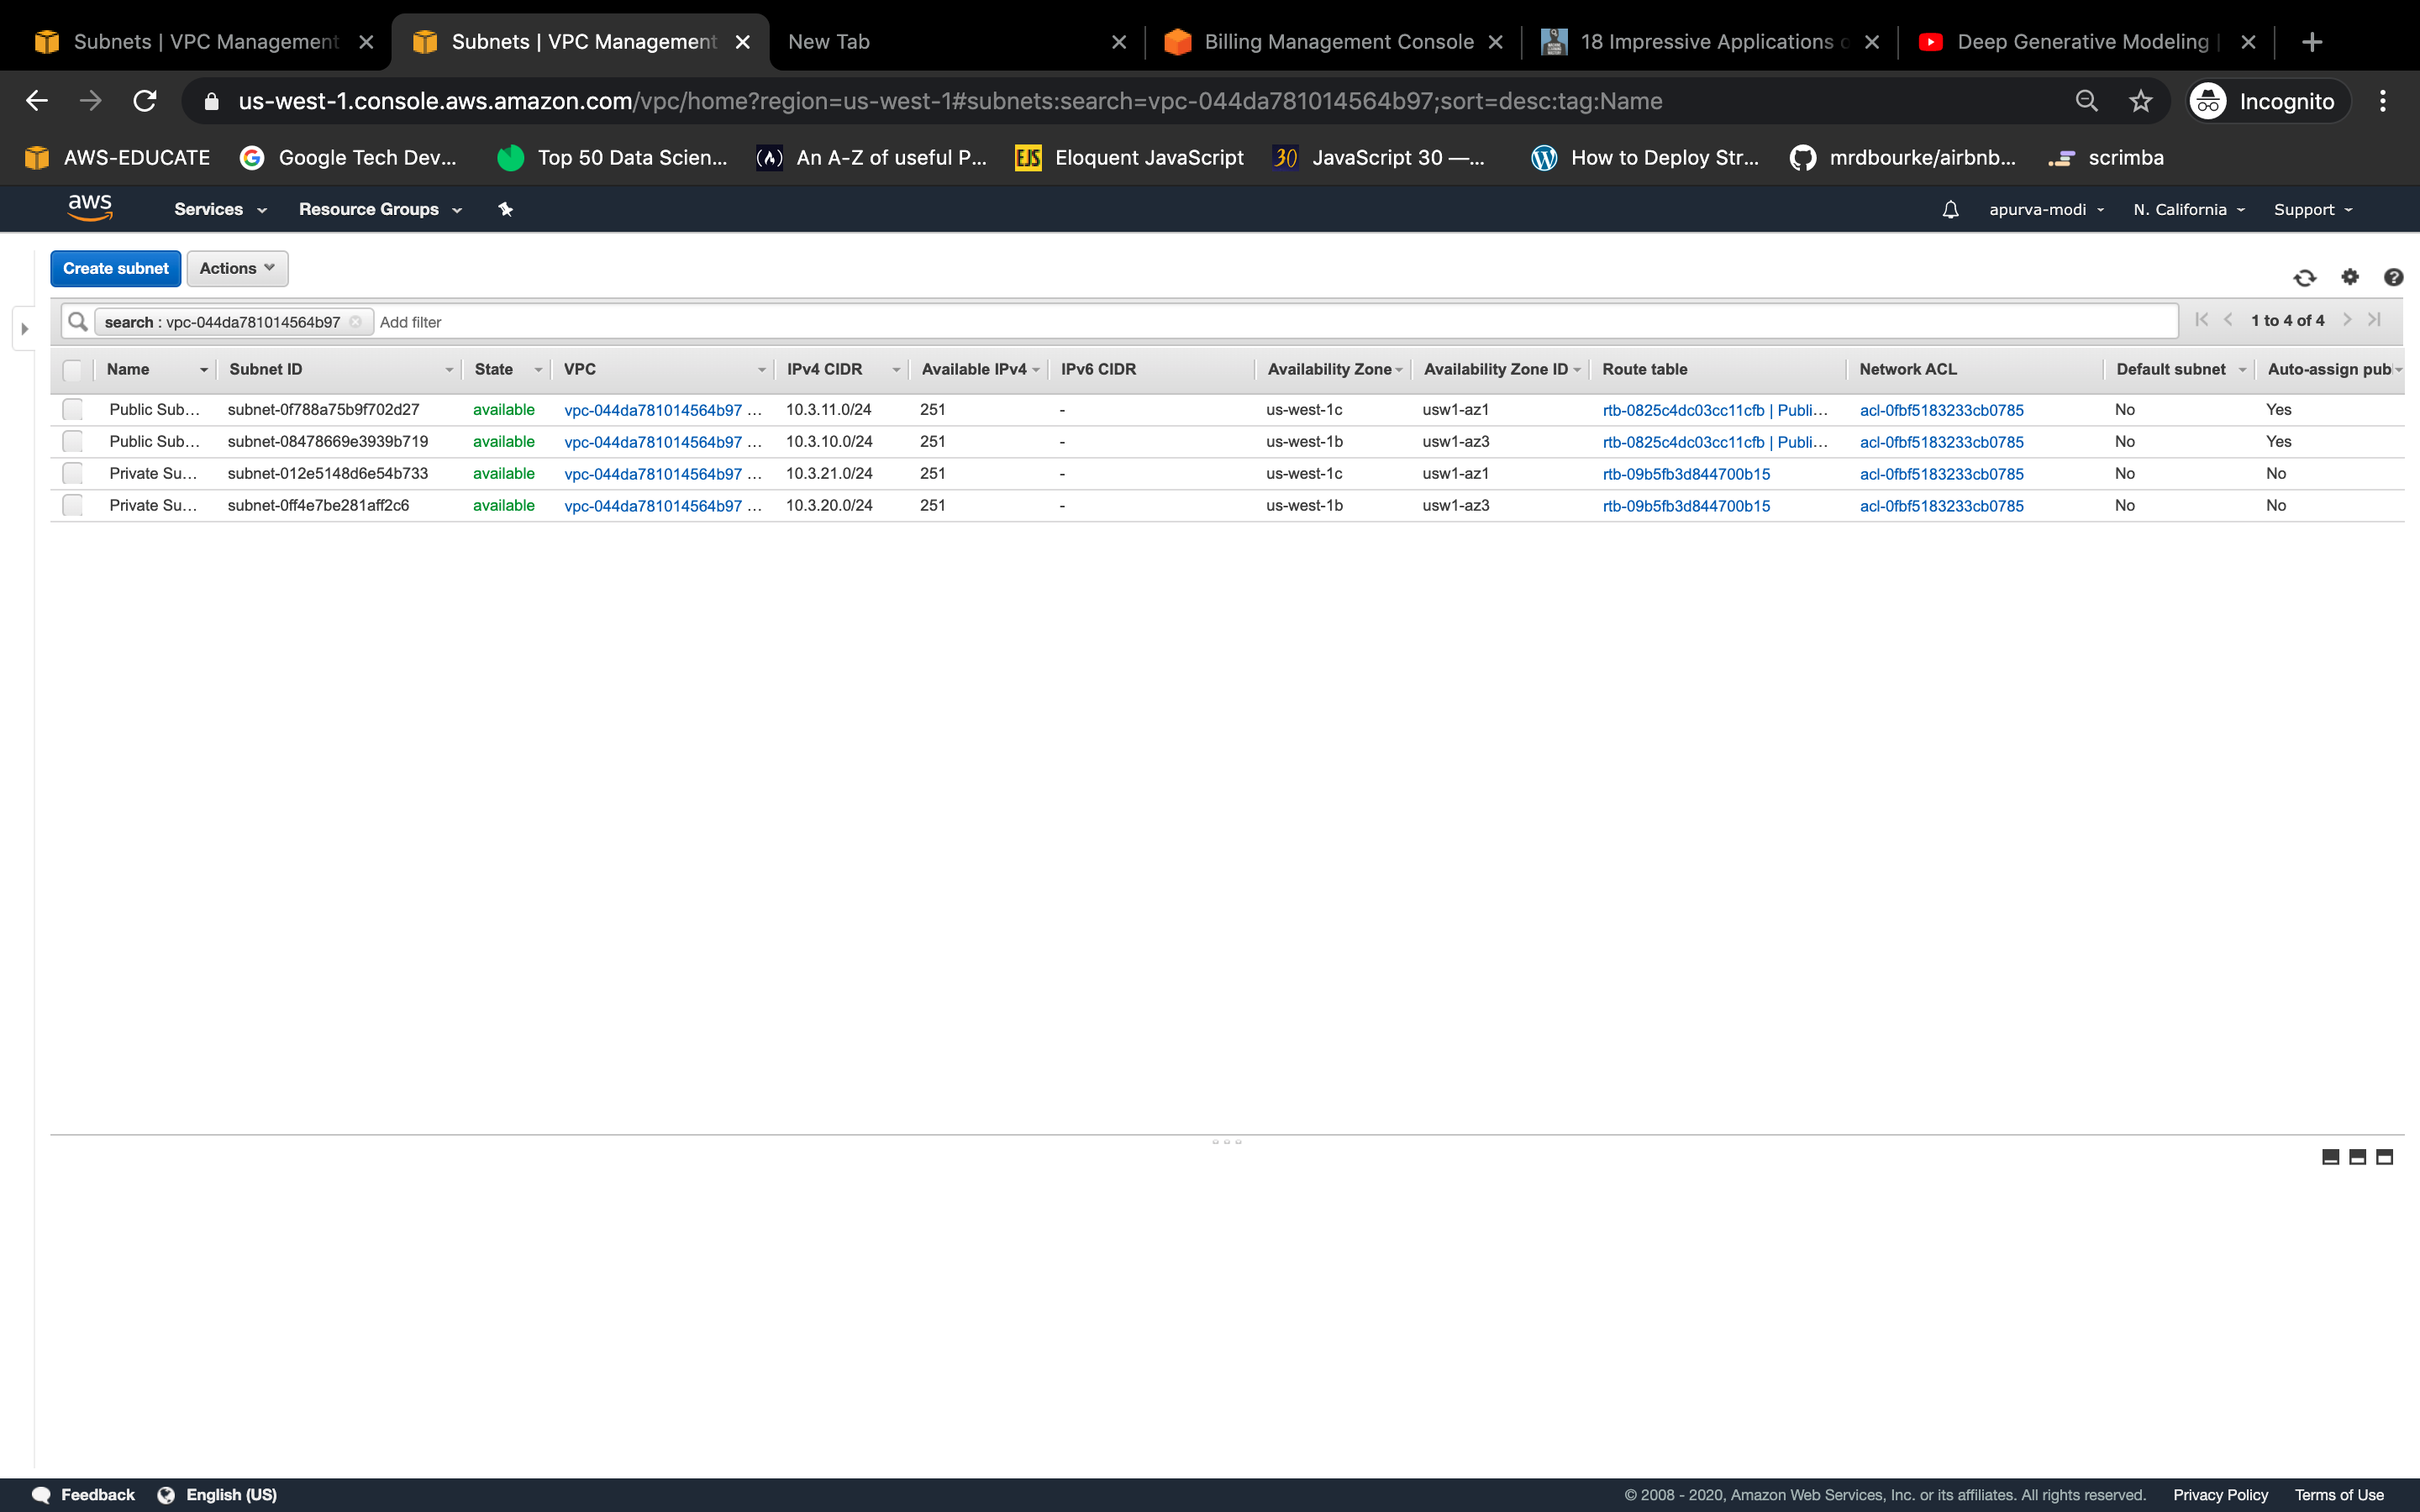 Subnets | VPC Management
Subnets | VPC Management
New Tab
Billing Management Console
18 Impressive Applications o
Deep Generative Modeling |
us-west-1.console.aws.amazon.com/vpc/home?region=us-west-1#subnets:search=vpc-044da781014564b97;sort=desc:tag:Name
Incognito
AWS-EDUCATE Google Tech Dev... Top 50 Data Scien... (A) An A-Z of useful P... EJS Eloquent JavaScript 30 JavaScript 30 —... How to Deploy Str... mrdbourke/airbnb... scrimba
aws Services Resource Groups apurva-modi N. California Support
Create subnet Actions
search : vpc-044da781014564b97 Add filter 1 to 4 of 4
Name Subnet ID State VPC IPv4 CIDR Available IPv4 IPv6 CIDR Availability Zone Availability Zone ID Route table Network ACL Default subnet Auto-assign pub
Public Sub... subnet-0f788a75b9f702d27 available vpc-044da781014564b97 ... 10.3.11.0/24 251 - us-west-1c usw1-az1 rtb-0825c4dc03cc11cfb | Publi... acl-0fbf5183233cb0785 No Yes
Public Sub... subnet-08478669e3939b719 available vpc-044da781014564b97 ... 10.3.10.0/24 251 - us-west-1b usw1-az3 rtb-0825c4dc03cc11cfb | Publi... acl-0fbf5183233cb0785 No Yes
Private Su... subnet-012e5148d6e54b733 available vpc-044da781014564b97 ... 10.3.21.0/24 251 - us-west-1c usw1-az1 rtb-09b5fb3d844700b15 acl-0fbf5183233cb0785 No No
Private Su... subnet-0ff4e7be281aff2c6 available vpc-044da781014564b97 ... 10.3.20.0/24 251 - us-west-1b usw1-az3 rtb-09b5fb3d844700b15 acl-0fbf5183233cb0785 No No
Feedback English (US) © 2008 - 2020, Amazon Web Services, Inc. or its affiliates. All rights reserved. Privacy Policy Terms of Use